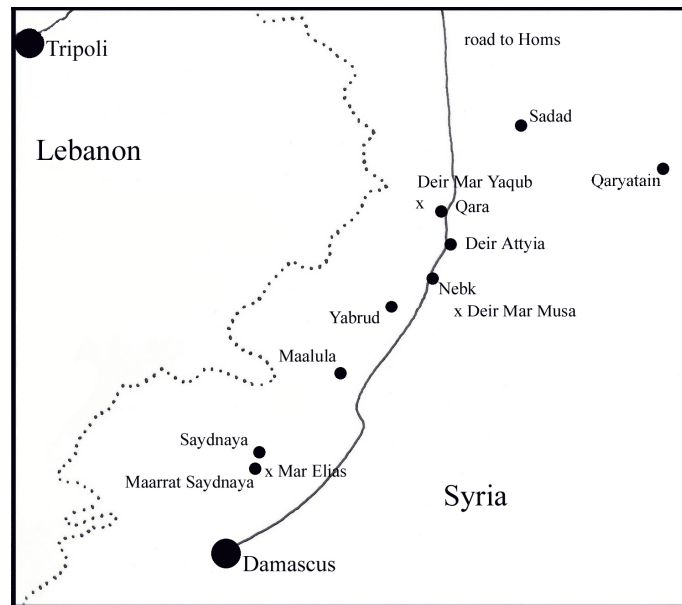 road to Homs
Tripoli
Sadad
Lebanon
Deir Mar Yaqub
Qaryatain
x
Qara
Deir Attyia
Nebk
x Deir Mar Musa
Yabrud
Maalula
Saydnaya
x Mar Elias
Maarrat Saydnaya
Syria
Damascus